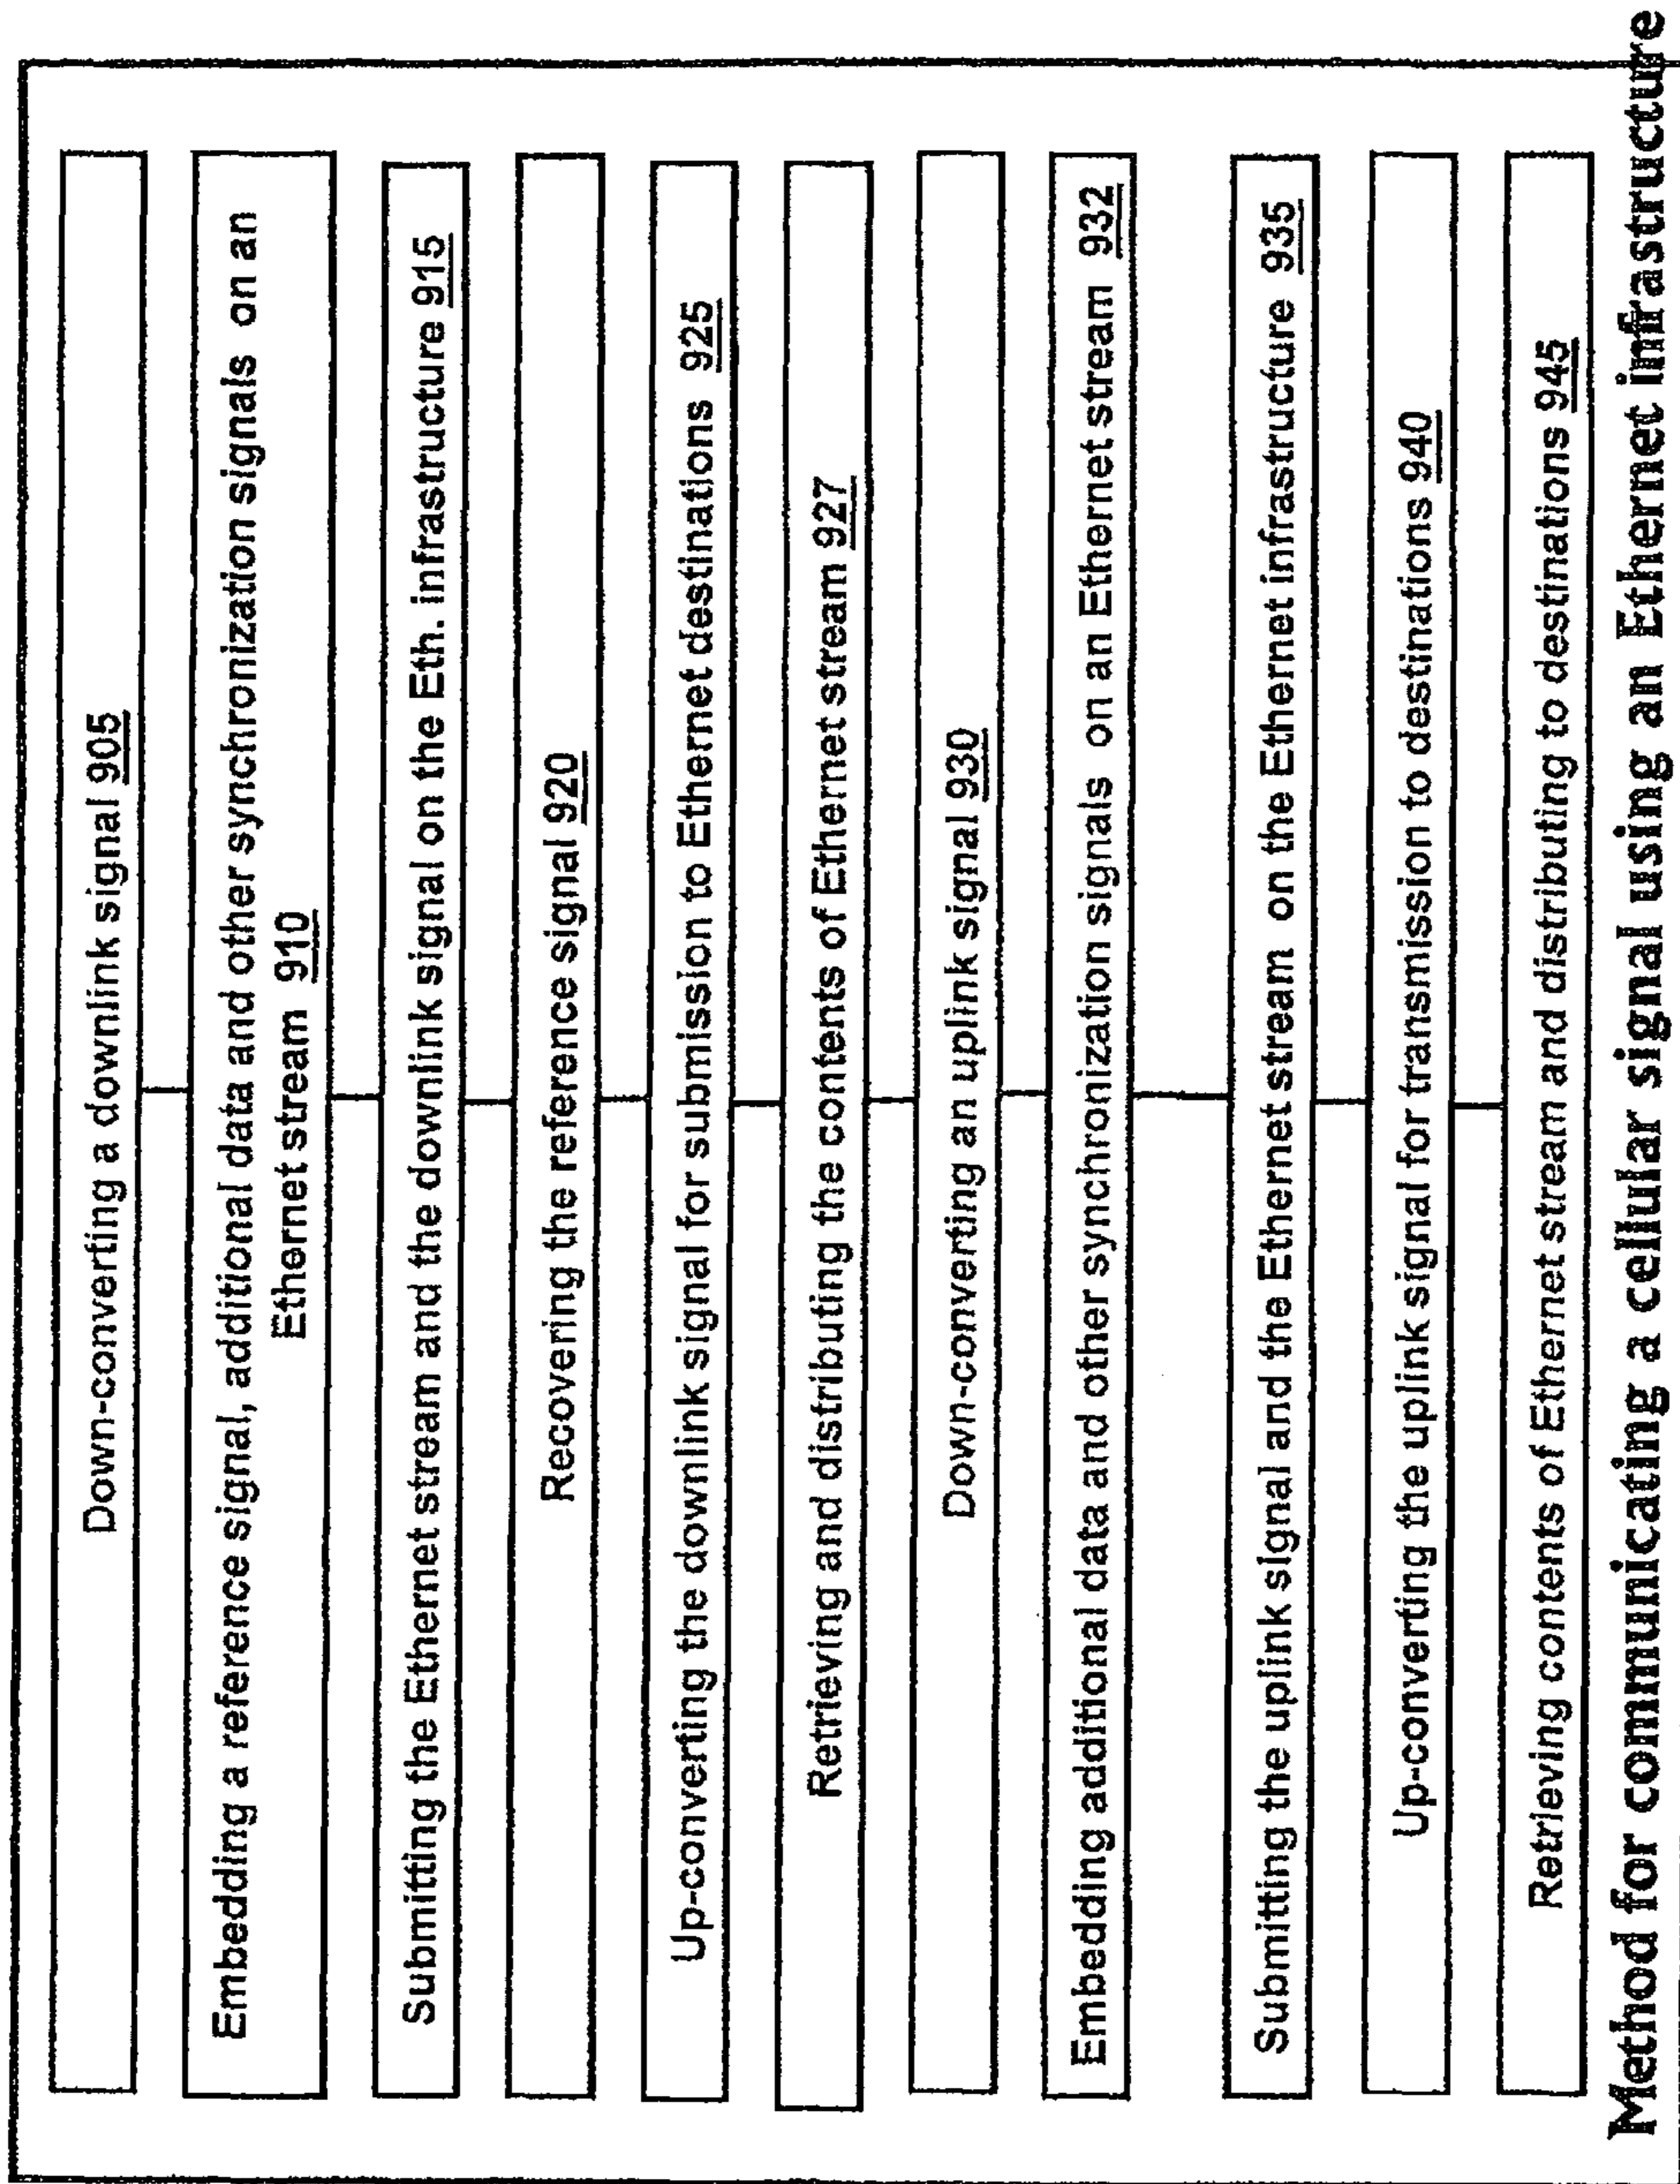 Down-converting a downlink signal 905
Embedding a reference signal, additional data and other synchronization signals on an
Ethernet stream 910
Submitting the Ethernet stream and the downlink signal on the Eth. infrastructure 915
Recovering the reference signal 920
Up-converting the downlink signal for submission to Ethernet destinations 925
Retrieving and distributing the contents of Ethernet stream 927
Down-converting an uplink signal 930
Embedding additional data and other synchronization signals on an Ethernet stream 932
Submitting the uplink signal and the Ethernet stream on the Ethernet infrastructure 935
Up-converting the uplink signal for transmission to destinations 940
Retrieving contents of Ethernet stream and distributing to destinations 945
Method for communicating a cellular signal using an Ethernet infrastructure